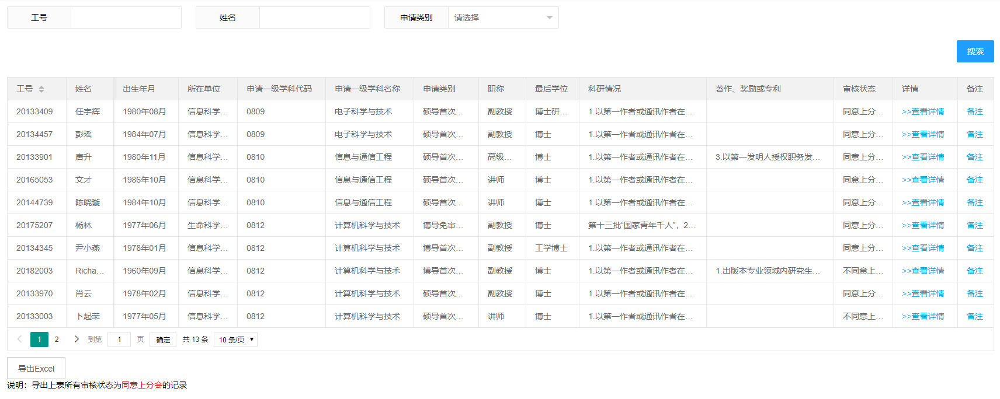 工号 姓名 申请类别 请选择
搜索
工号 姓名 出生年月 所在单位 申请一级学科代码 申请一级学科名称 申请类别 职称 最后学位 科研情况 著作、奖励或专利 审核状态 详情 备注
20133409 任宇辉 1980年08月 信息科学... 0809 电子科学与技术 硕导首次... 副教授 博士研... 1.以第一作者或通讯作者在... 同意上分... >>查看详情 备注
20134457 彭瑶 1984年07月 信息科学... 0809 电子科学与技术 硕导首次... 副教授 博士 1.以第一作者或通讯作者在... 同意上分... >>查看详情 备注
20133901 唐升 1980年11月 信息科学... 0810 信息与通信工程 硕导首次... 高级... 博士 1.以第一作者或通讯作者在... 3.以第一发明人授权职务发... 同意上分... >>查看详情 备注
20165053 文才 1986年10月 信息科学... 0810 信息与通信工程 硕导首次... 讲师 博士 1.以第一作者或通讯作者在... 同意上分... >>查看详情 备注
20144739 陈晓璇 1984年10月 信息科学... 0810 信息与通信工程 硕导首次... 讲师 博士 1.以第一作者或通讯作者在... 同意上分... >>查看详情 备注
20175207 杨林 1977年06月 生命科学... 0812 计算机科学与技术 博导免审... 副教授 博士 第十三批“国家青年千人”，2... 同意上分... >>查看详情 备注
20134345 尹小燕 1978年01月 信息科学... 0812 计算机科学与技术 博导首次... 副教授 工学博士 1.以第一作者或通讯作者在... 同意上分... >>查看详情 备注
20182003 Richa... 1960年09月 信息科学... 0812 计算机科学与技术 博导首次... 副教授 博士 1.以第一作者或通讯作者在... 1.出版本专业领域内研究生... 不同意上... >>查看详情 备注
20133970 肖云 1978年02月 信息科学... 0812 计算机科学与技术 硕导首次... 副教授 博士 1.以第一作者或通讯作者在... 同意上分... >>查看详情 备注
20133003 卜起荣 1977年05月 信息科学... 0812 计算机科学与技术 硕导首次... 讲师 博士 1.以第一作者或通讯作者在... 不同意上... >>查看详情 备注
1 2 到第 1 页 确定 共 13 条 10 条/页
导出Excel
说明：导出上表所有审核状态为同意上分会的记录